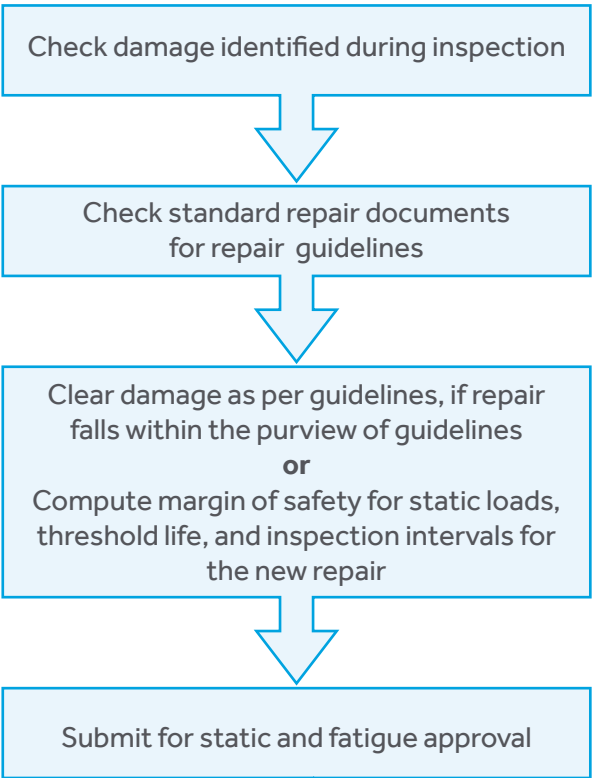 Check damage identified during inspection
Check standard repair documents
for repair guidelines
Clear damage as per guidelines, if repair
falls within the purview of guidelines
or
Compute margin of safety for static loads,
threshold life, and inspection intervals for
the new repair
Submit for static and fatigue approval